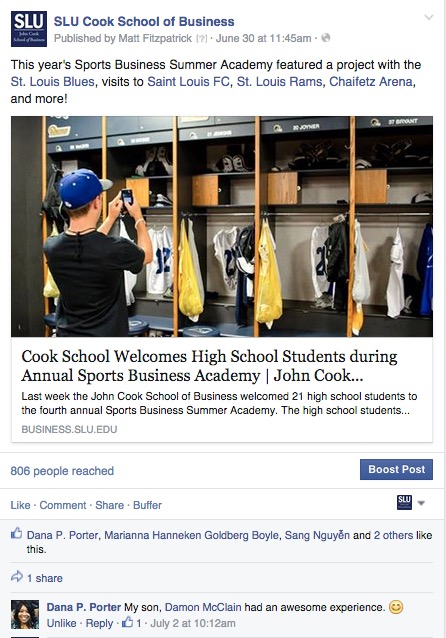 SLU
John Cook
School of Business
SLU Cook School of Business
Published by Matt Fitzpatrick [?] · June 30 at 11:45am ·
This year's Sports Business Summer Academy featured a project with the
St. Louis Blues, visits to Saint Louis FC, St. Louis Rams, Chaifetz Arena,
and more!
30 JOYNER
37 BRYANT
Cook School Welcomes High School Students during
Annual Sports Business Academy | John Cook...
Last week the John Cook School of Business welcomed 21 high school students to
the fourth annual Sports Business Summer Academy. The high school students...
BUSINESS.SLU.EDU
806 people reached
Boost Post
Like · Comment · Share · Buffer
SLU
Dana P. Porter, Marianna Hanneken Goldberg Boyle, Sang Nguyễn and 2 others like
this.
1 share
Dana P. Porter My son, Damon McClain had an awesome experience. 😊
Unlike · Reply · 1 · July 2 at 10:12am